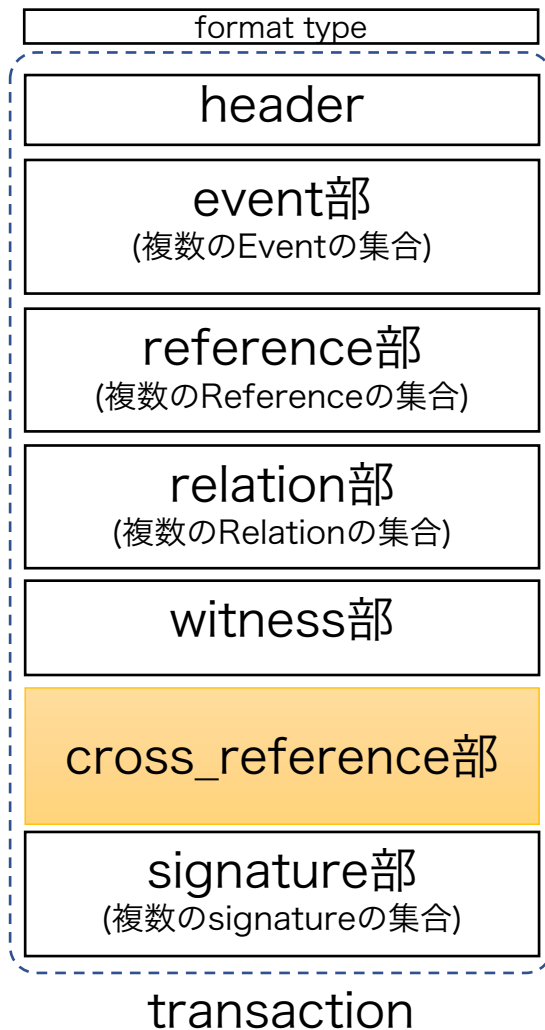 format type
header
event部
(複数のEventの集合)
reference部
(複数のReferenceの集合)
relation部
(複数のRelationの集合)
witness部
cross_reference部
signature部
(複数のsignatureの集合)
transaction